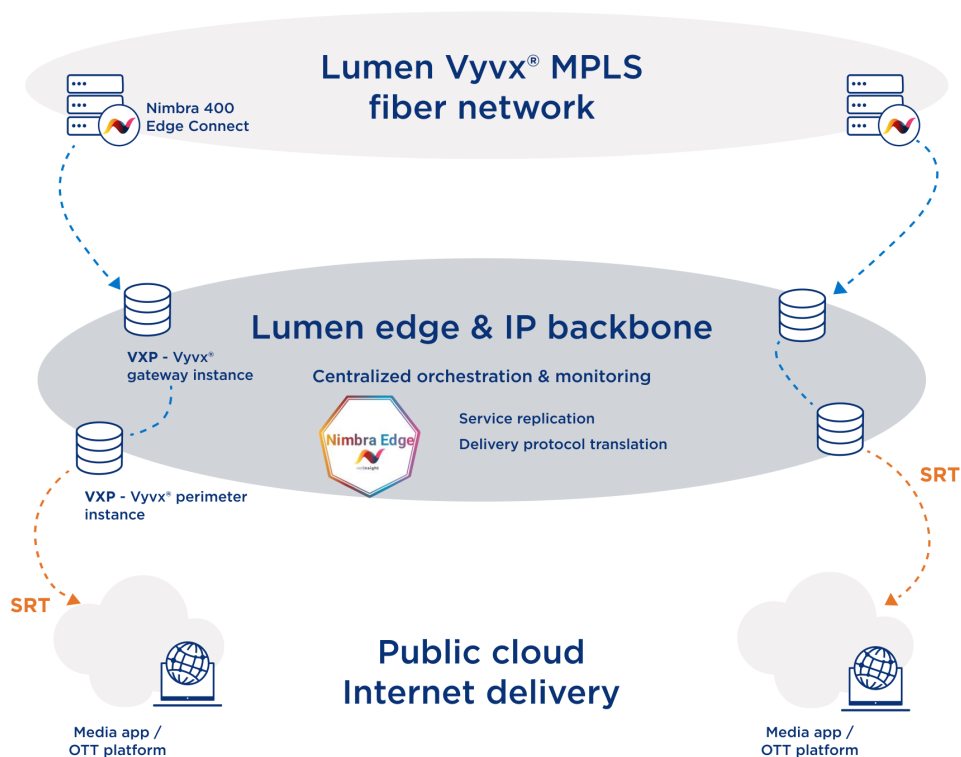 Lumen Vyvx® MPLS
fiber network
Nimbra 400
Edge Connect
Lumen edge & IP backbone
VXP - Vyvx®
gateway instance
Centralized orchestration & monitoring
Nimbra Edge
netinsight
Service replication
Delivery protocol translation
VXP - Vyvx® perimeter
instance
SRT
SRT
Public cloud
Internet delivery
Media app /
OTT platform
Media app /
OTT platform